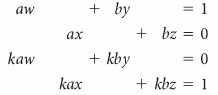 aw + by = 1
ax + bz = 0
kaw + kby = 0
kax + kbz = 1